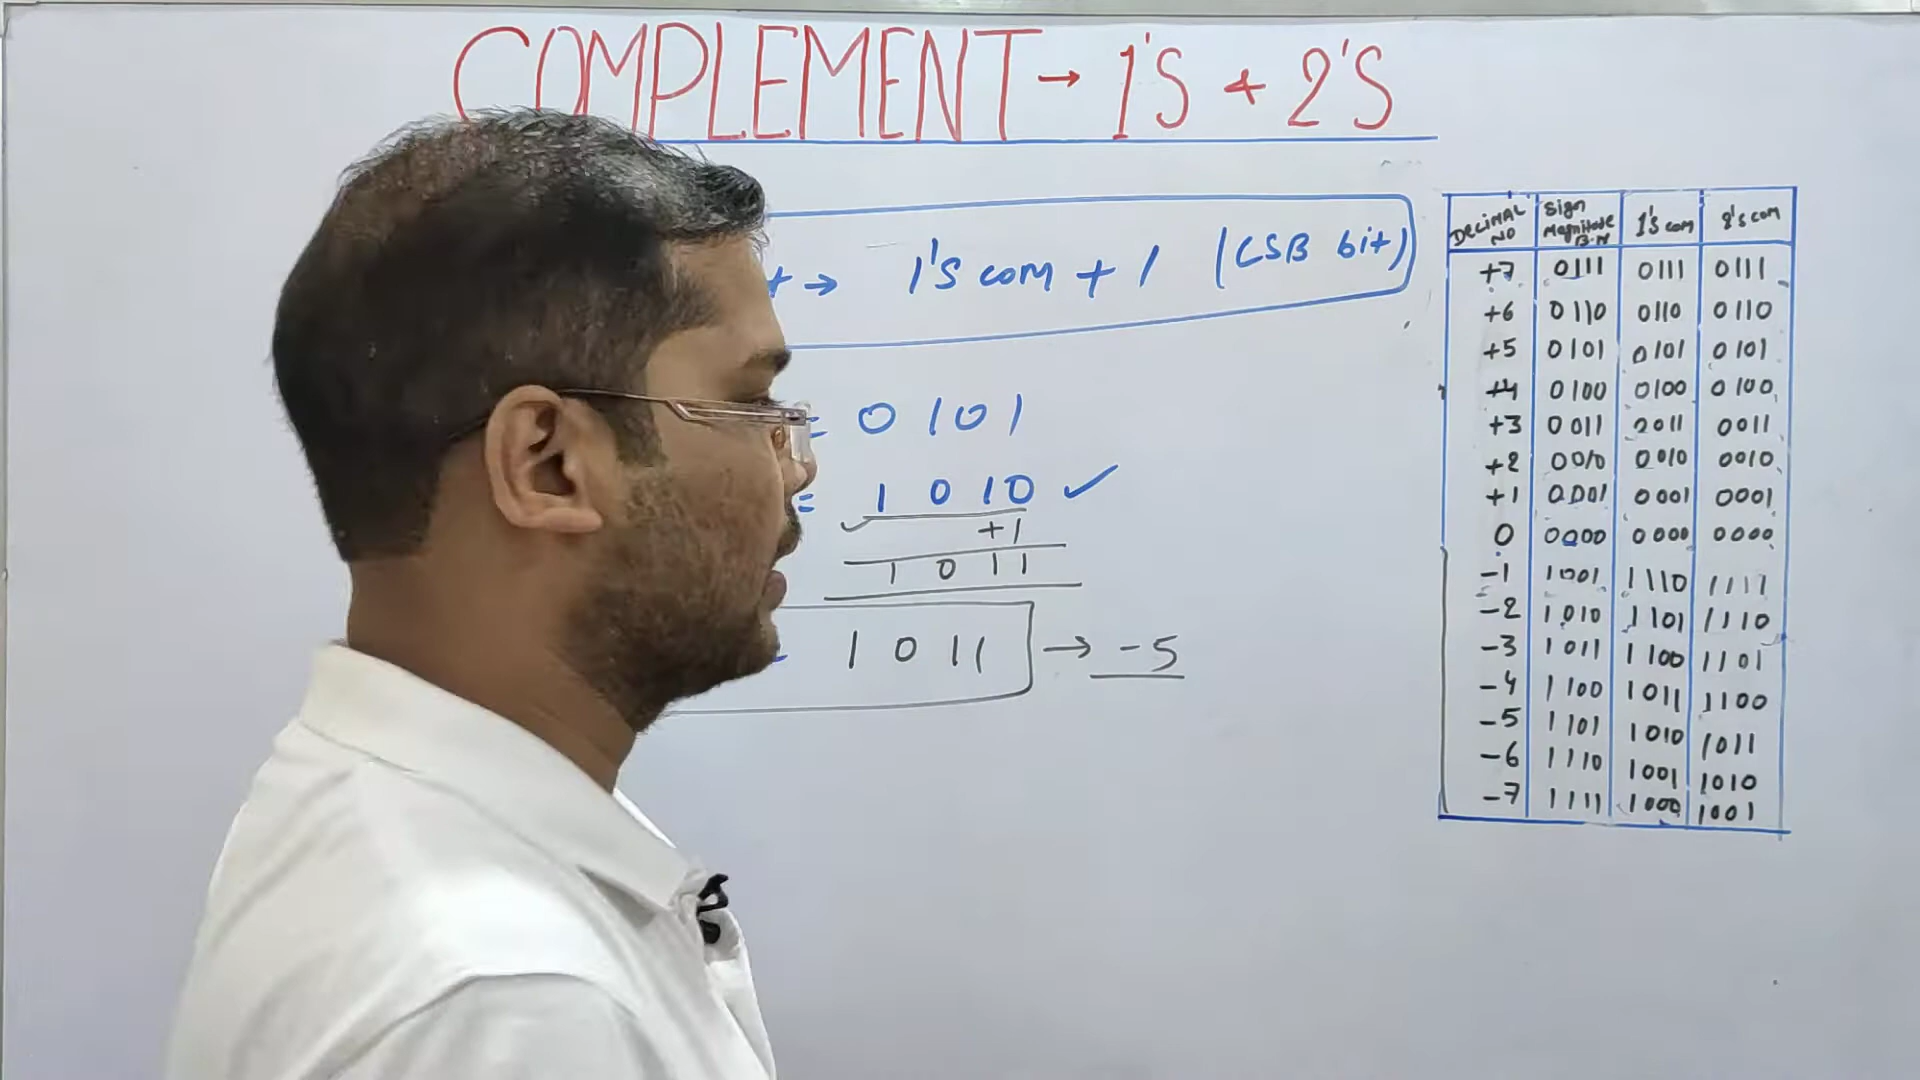 COMPLEMENT → 1'S & 2'S
t → 1's com + 1 (LSB bit)
= 0101
= 1010 ✓
+1
1011
1011 → -5
DECIMAL NO | Sign Magnitude B.N | 1's com | 2's com
+7 0111 0111 0111
+6 0110 0110 0110
+5 0101 0101 0101
+4 0100 0100 0100
+3 0011 0011 0011
+2 0010 0010 0010
+1 0001 0001 0001
0 0000 0000 0000
-1 1001 1110 1111
-2 1010 1101 1110
-3 1011 1100 1101
-4 1100 1011 1100
-5 1101 1010 1011
-6 1110 1001 1010
-7 1111 1000 1001